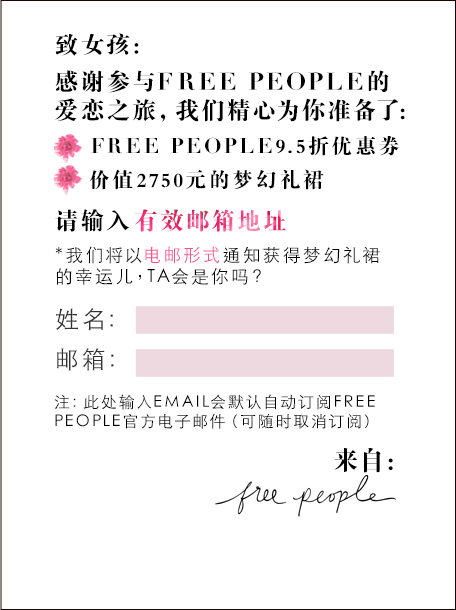 致女孩：
感谢参与FREE PEOPLE的
爱恋之旅，我们精心为你准备了：
FREE PEOPLE9.5折优惠券
价值2750元的梦幻礼裙
请输入有效邮箱地址
*我们将以电邮形式通知获得梦幻礼裙
的幸运儿，TA会是你吗？
姓名：
邮箱：
注：此处输入EMAIL会默认自动订阅FREE
PEOPLE官方电子邮件（可随时取消订阅）
来自：
free people